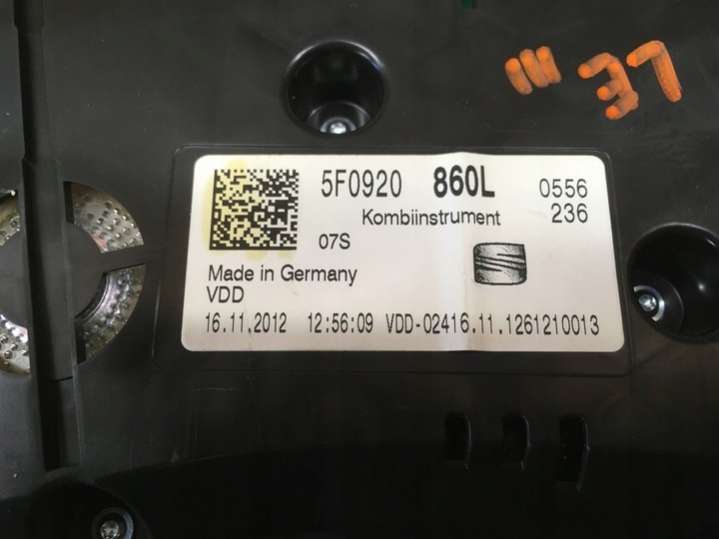 5F0920 860L 0556
Kombiinstrument 236
07S
Made in Germany
VDD
16.11.2012 12:56:09 VDD-02416.11.1261210013